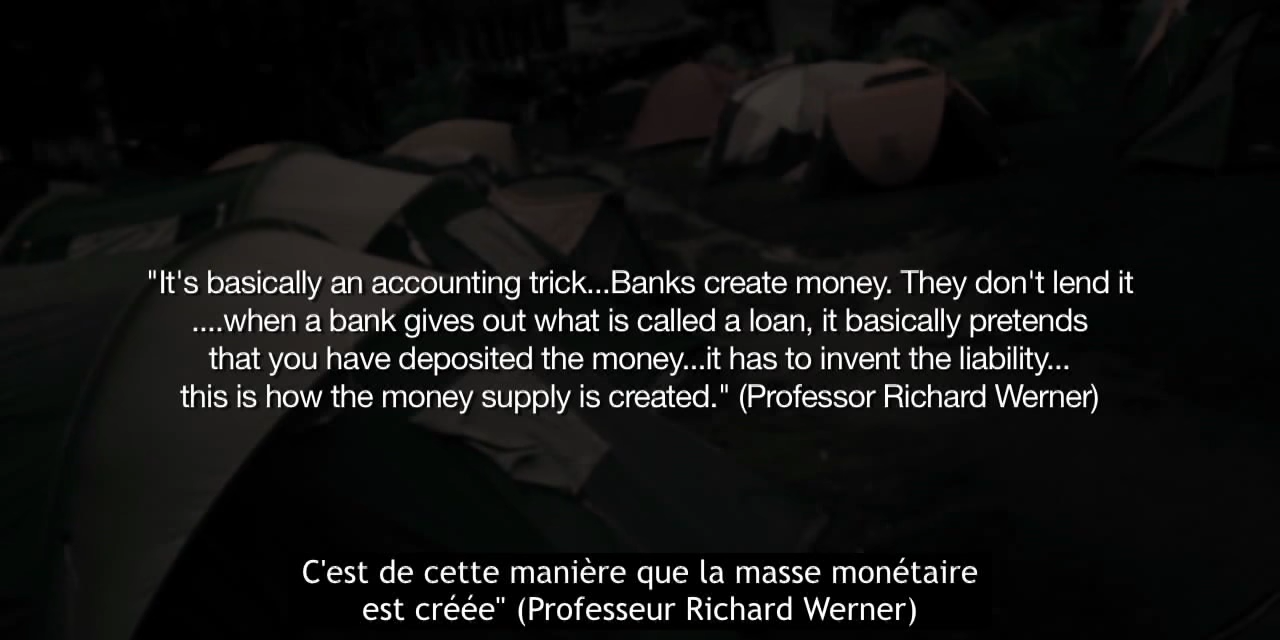 "It's basically an accounting trick...Banks create money. They don't lend it
....when a bank gives out what is called a loan, it basically pretends
that you have deposited the money...it has to invent the liability...
this is how the money supply is created." (Professor Richard Werner)
C'est de cette manière que la masse monétaire
est créée" (Professeur Richard Werner)